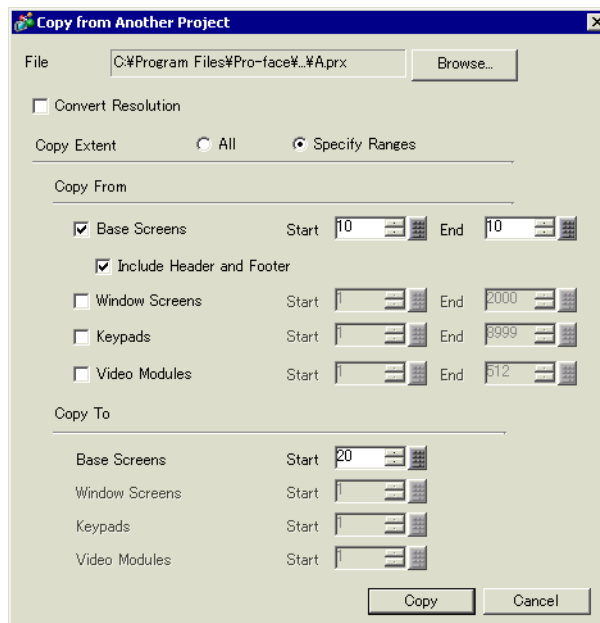 Copy from Another Project
File C:¥Program Files¥Pro-face¥...¥A.prx Browse...
Convert Resolution
Copy Extent All Specify Ranges
Copy From
Base Screens Start 10 End 10
Include Header and Footer
Window Screens Start 1 End 2000
Keypads Start 1 End 8999
Video Modules Start 1 End 512
Copy To
Base Screens Start 20
Window Screens Start 1
Keypads Start 1
Video Modules Start 1
Copy Cancel